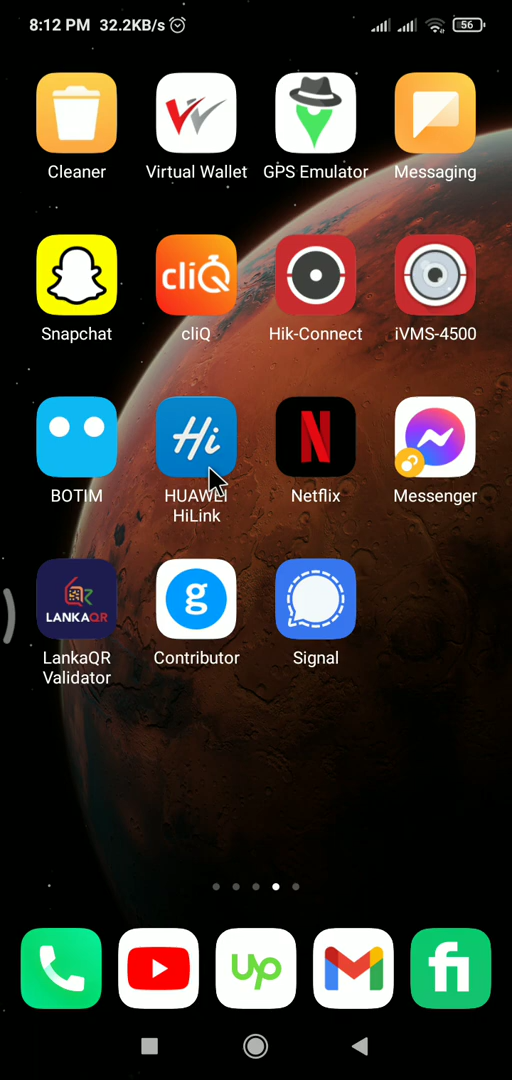 8:12 PM 32.2KB/s 56
Cleaner Virtual Wallet GPS Emulator Messaging
cliQ
Snapchat cliQ Hik-Connect iVMS-4500
Hi N
BOTIM HUAWEI Netflix Messenger
HiLink
LANKAQR g
LankaQR Contributor Signal
Validator
up M fi